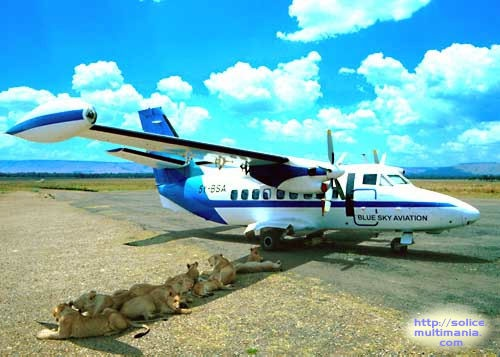 5Y-BSA
BLUE SKY AVIATION
http://solice.
multimania.
com